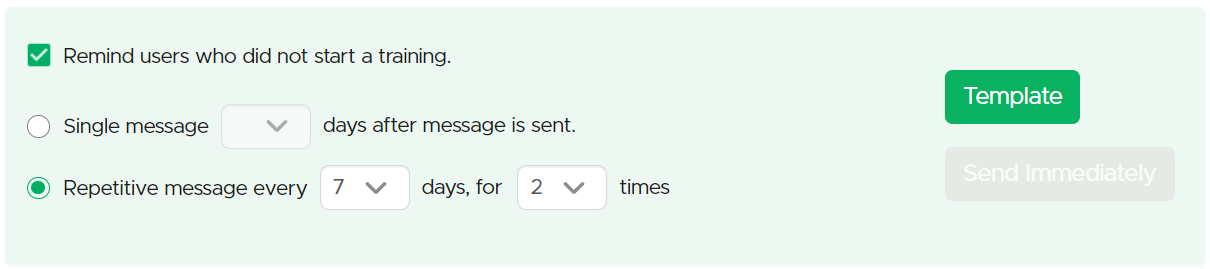 Remind users who did not start a training.
Template
Single message days after message is sent.
Send Immediately
Repetitive message every 7 days, for 2 times